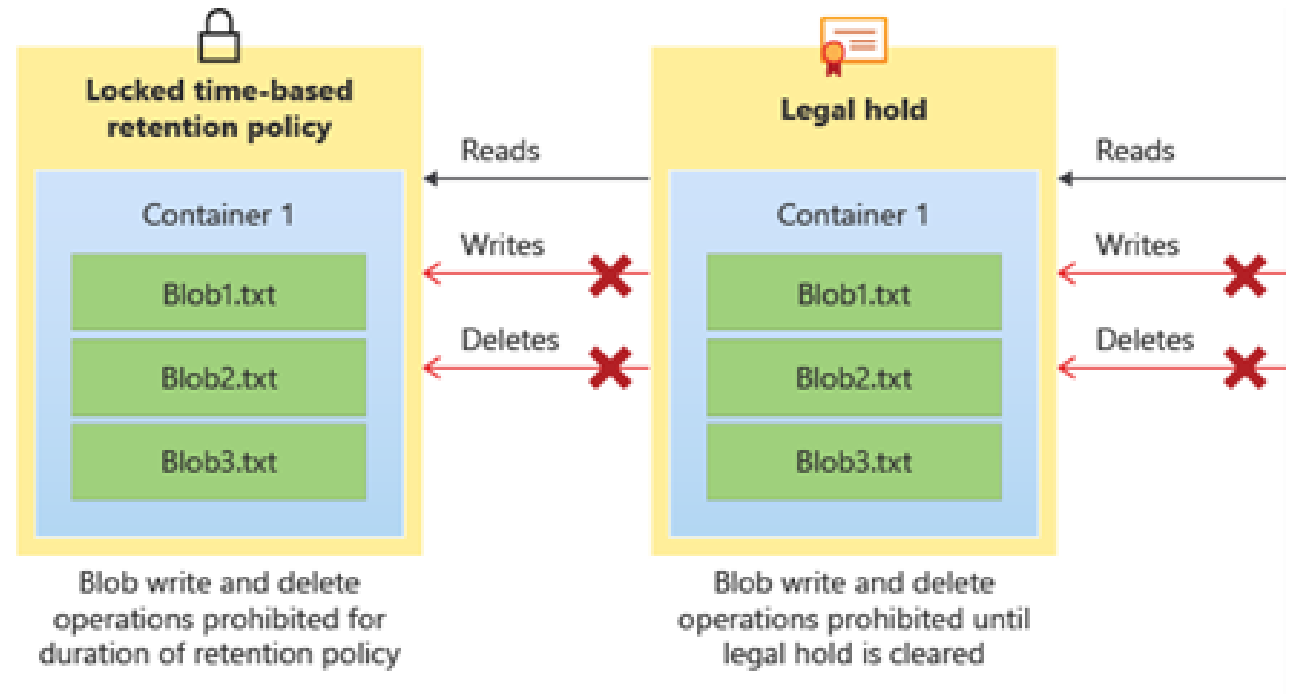 Locked time-based
retention policy
Reads
Container 1
Writes
Blob1.txt
Deletes
Blob2.txt
Blob3.txt
Blob write and delete
operations prohibited for
duration of retention policy
Legal hold
Reads
Container 1
Writes
Blob1.txt
Deletes
Blob2.txt
Blob3.txt
Blob write and delete
operations prohibited until
legal hold is cleared